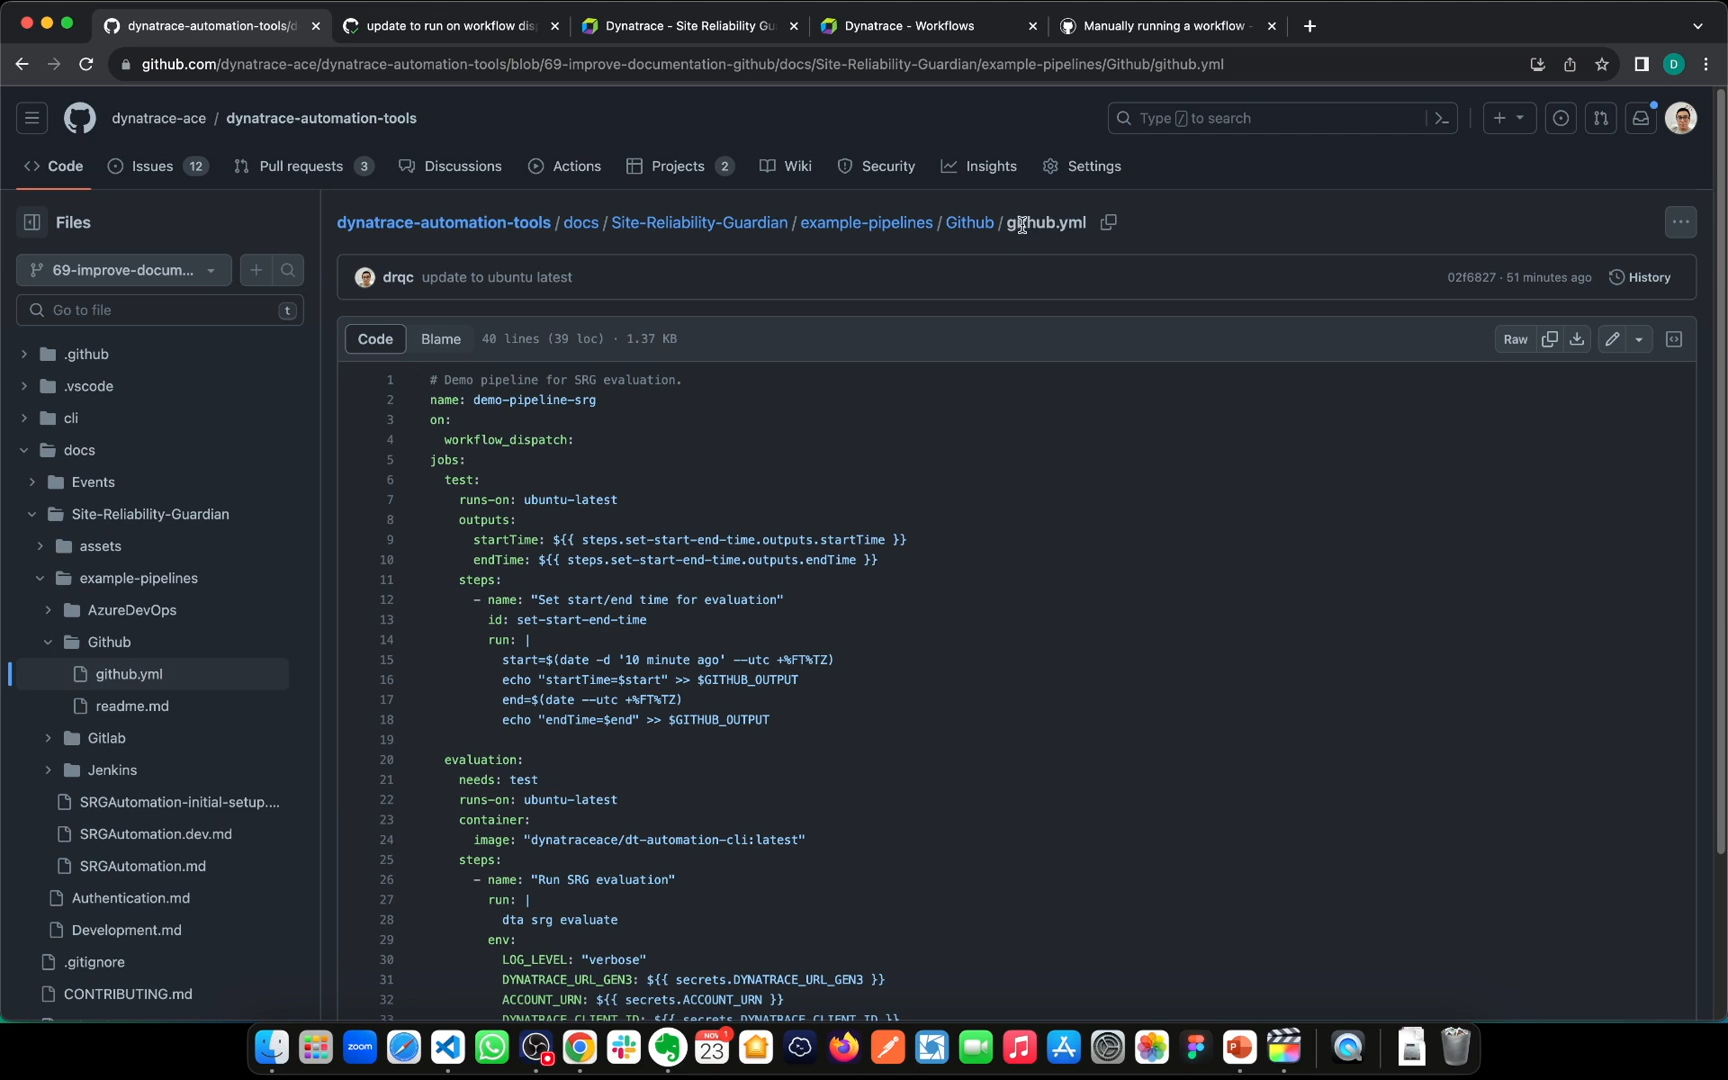 dynatrace-automation-tools/d
update to run on workflow dis
Dynatrace - Site Reliability Gu
Dynatrace - Workflows
Manually running a workflow -
github.com/dynatrace-ace/dynatrace-automation-tools/blob/69-improve-documentation-github/docs/Site-Reliability-Guardian/example-pipelines/Github/github.yml
D
dynatrace-ace / dynatrace-automation-tools
Type / to search
Code
Issues 12
Pull requests 3
Discussions
Actions
Projects 2
Wiki
Security
Insights
Settings
Files
69-improve-docum...
Go to file
t
.github
.vscode
cli
docs
Events
Site-Reliability-Guardian
assets
example-pipelines
AzureDevOps
Github
github.yml
readme.md
Gitlab
Jenkins
SRGAutomation-initial-setup....
SRGAutomation.dev.md
SRGAutomation.md
Authentication.md
Development.md
.gitignore
CONTRIBUTING.md
dynatrace-automation-tools / docs / Site-Reliability-Guardian / example-pipelines / Github / github.yml
drqc update to ubuntu latest
02f6827 · 51 minutes ago
History
Code
Blame
40 lines (39 loc) · 1.37 KB
Raw
1 # Demo pipeline for SRG evaluation.
2 name: demo-pipeline-srg
3 on:
4 workflow_dispatch:
5 jobs:
6 test:
7 runs-on: ubuntu-latest
8 outputs:
9 startTime: ${{ steps.set-start-end-time.outputs.startTime }}
10 endTime: ${{ steps.set-start-end-time.outputs.endTime }}
11 steps:
12 - name: "Set start/end time for evaluation"
13 id: set-start-end-time
14 run: |
15 start=$(date -d '10 minute ago' --utc +%FT%TZ)
16 echo "startTime=$start" >> $GITHUB_OUTPUT
17 end=$(date --utc +%FT%TZ)
18 echo "endTime=$end" >> $GITHUB_OUTPUT
19
20 evaluation:
21 needs: test
22 runs-on: ubuntu-latest
23 container:
24 image: "dynatraceace/dt-automation-cli:latest"
25 steps:
26 - name: "Run SRG evaluation"
27 run: |
28 dta srg evaluate
29 env:
30 LOG_LEVEL: "verbose"
31 DYNATRACE_URL_GEN3: ${{ secrets.DYNATRACE_URL_GEN3 }}
32 ACCOUNT_URN: ${{ secrets.ACCOUNT_URN }}
33 DYNATRACE_CLIENT_ID: ${{ secrets.DYNATRACE_CLIENT_ID }}
zoom
NOV
23
1